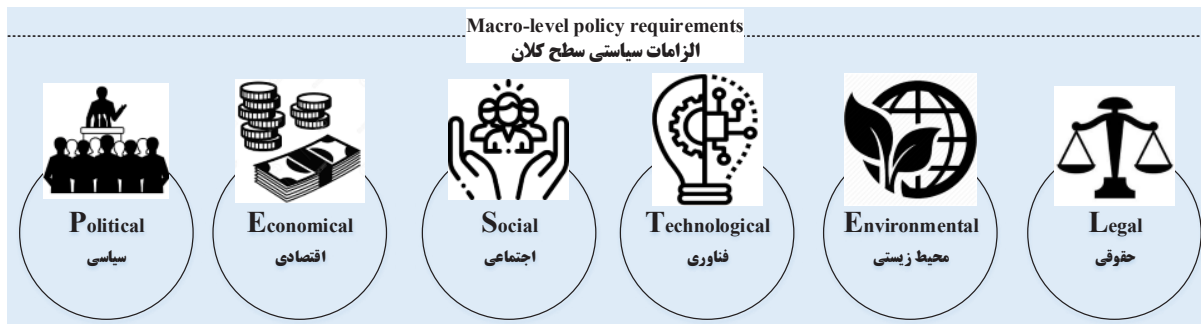 Macro-level policy requirements
الزامات سیاستی سطح کلان
Political
سیاسی
Economical
اقتصادی
Social
اجتماعی
Technological
فناوری
Environmental
محیط زیستی
Legal
حقوقی